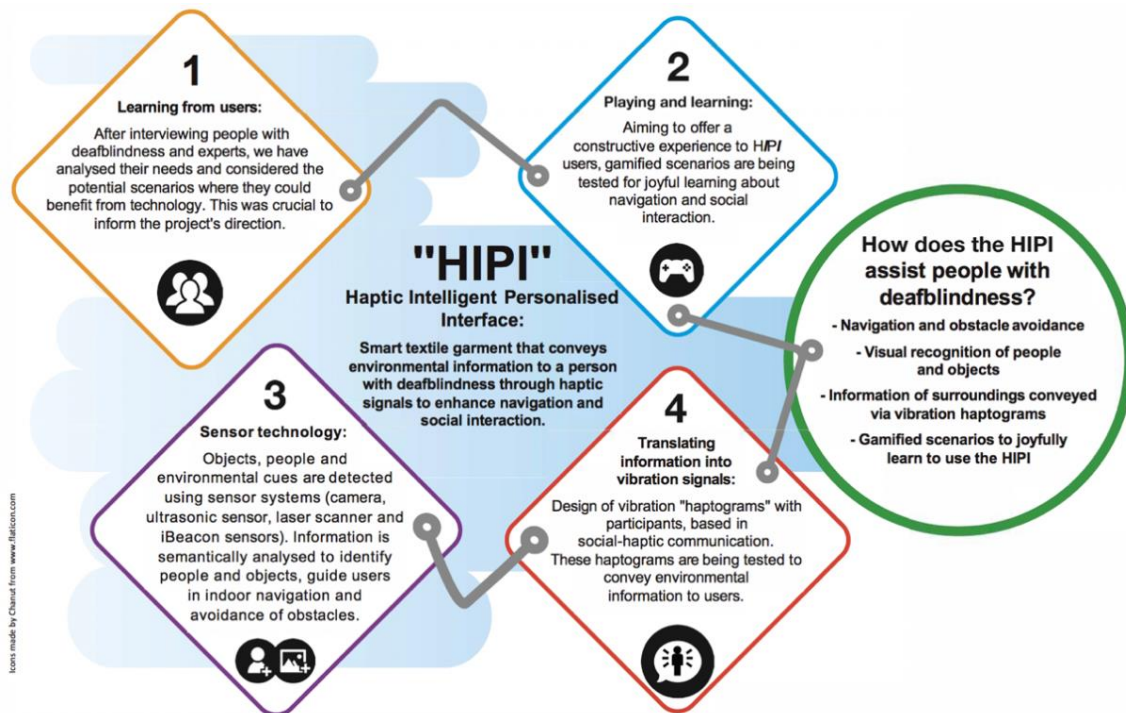 1
Learning from users:
After interviewing people with
deafblindness and experts, we have
analysed their needs and considered the
potential scenarios where they could
benefit from technology. This was crucial to
inform the project's direction.
2
Playing and learning:
Aiming to offer a
constructive experience to HIPI
users, gamified scenarios are being
tested for joyful learning about
navigation and social
interaction.
"HIPI"
Haptic Intelligent Personalised
Interface:
Smart textile garment that conveys
environmental information to a person
with deafblindness through haptic
signals to enhance navigation and
social interaction.
3
Sensor technology:
Objects, people and
environmental cues are detected
using sensor systems (camera,
ultrasonic sensor, laser scanner and
iBeacon sensors). Information is
semantically analysed to identify
people and objects, guide users
in indoor navigation and
avoidance of obstacles.
4
Translating
information into
vibration signals:
Design of vibration "haptograms" with
participants, based in
social-haptic communication.
These haptograms are being tested to
convey environmental
information to users.
How does the HIPI
assist people with
deafblindness?
- Navigation and obstacle avoidance
- Visual recognition of people
and objects
- Information of surroundings conveyed
via vibration haptograms
- Gamified scenarios to joyfully
learn to use the HIPI
Icons made by Chanut from www.flaticon.com